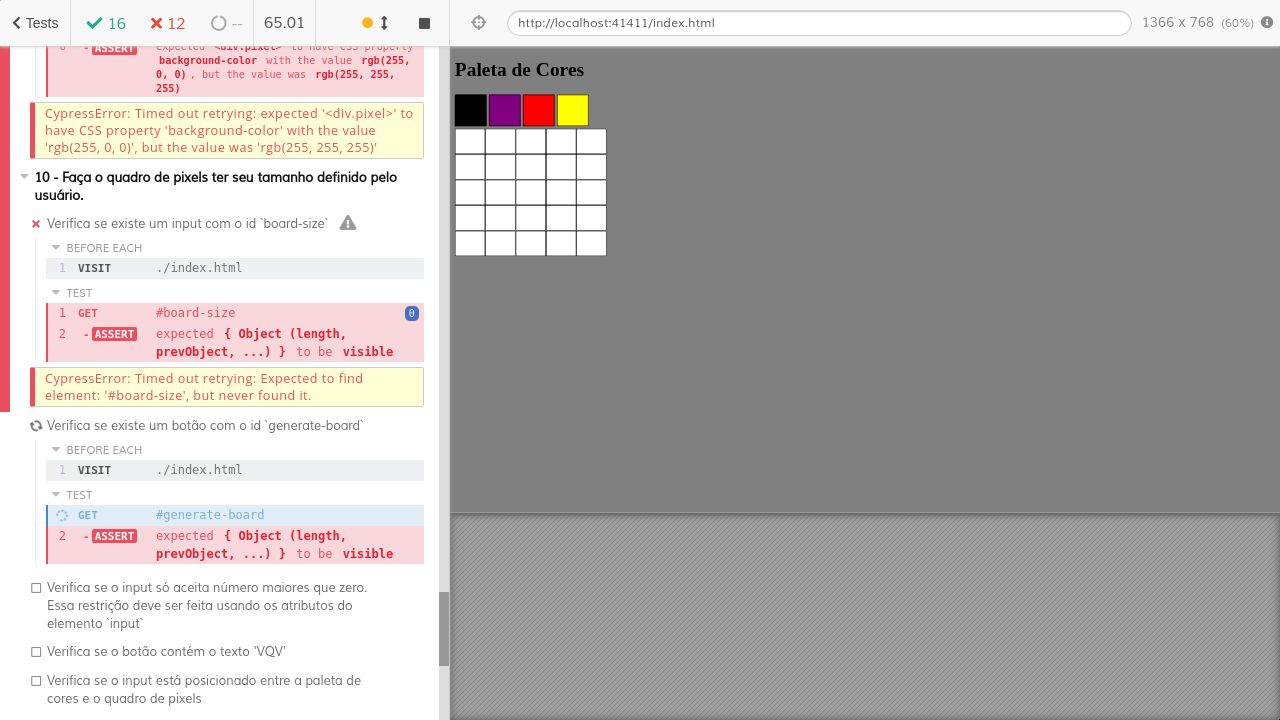 Tests 16 12 -- 65.01 http://localhost:41411/index.html 1366 x 768 (60%)
ASSERT expected <div.pixel> to have CSS property
background-color with the value rgb(255,
0, 0) , but the value was rgb(255, 255,
255)
CypressError: Timed out retrying: expected '<div.pixel>' to
have CSS property 'background-color' with the value
'rgb(255, 0, 0)', but the value was 'rgb(255, 255, 255)'
10 - Faça o quadro de pixels ter seu tamanho definido pelo
usuário.
Verifica se existe um input com o id `board-size`
BEFORE EACH
1 VISIT ./index.html
TEST
1 GET #board-size 0
2 -ASSERT expected { Object (length,
prevObject, ...) } to be visible
CypressError: Timed out retrying: Expected to find
element: '#board-size', but never found it.
Verifica se existe um botão com o id `generate-board`
BEFORE EACH
1 VISIT ./index.html
TEST
GET #generate-board
2 -ASSERT expected { Object (length,
prevObject, ...) } to be visible
Verifica se o input só aceita número maiores que zero.
Essa restrição deve ser feita usando os atributos do
elemento `input`
Verifica se o botão contém o texto 'VQV'
Verifica se o input está posicionado entre a paleta de
cores e o quadro de pixels
Paleta de Cores